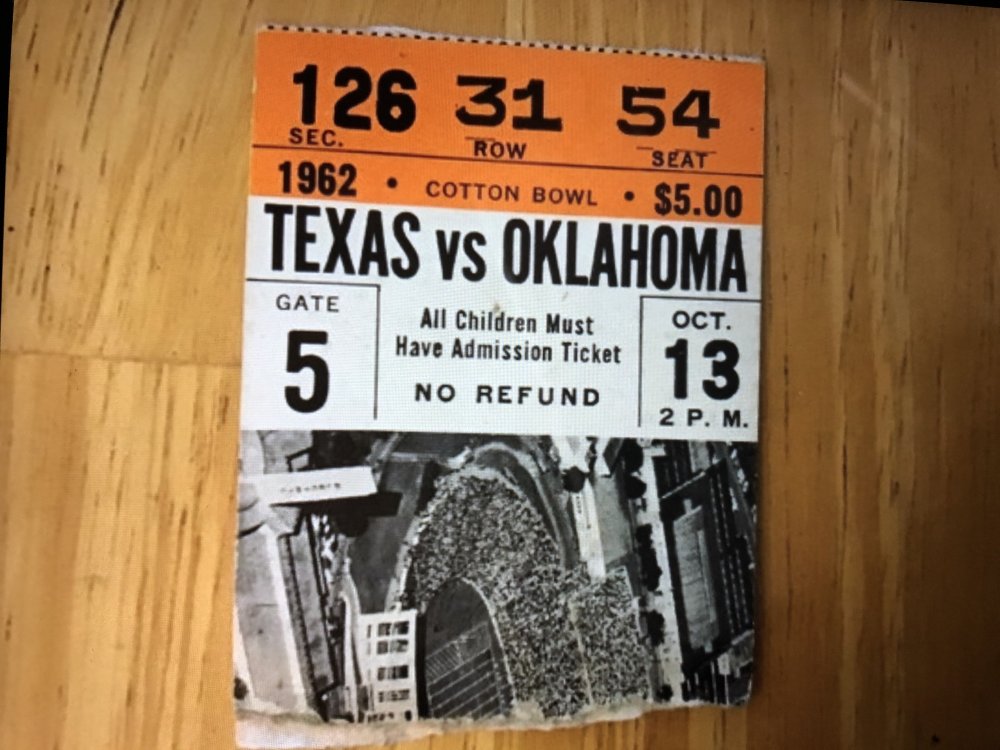 126 31 54
SEC. ROW SEAT
1962 • COTTON BOWL • $5.00
TEXAS VS OKLAHOMA
GATE
5
All Children Must
Have Admission Ticket
NO REFUND
OCT.
13
2 P. M.